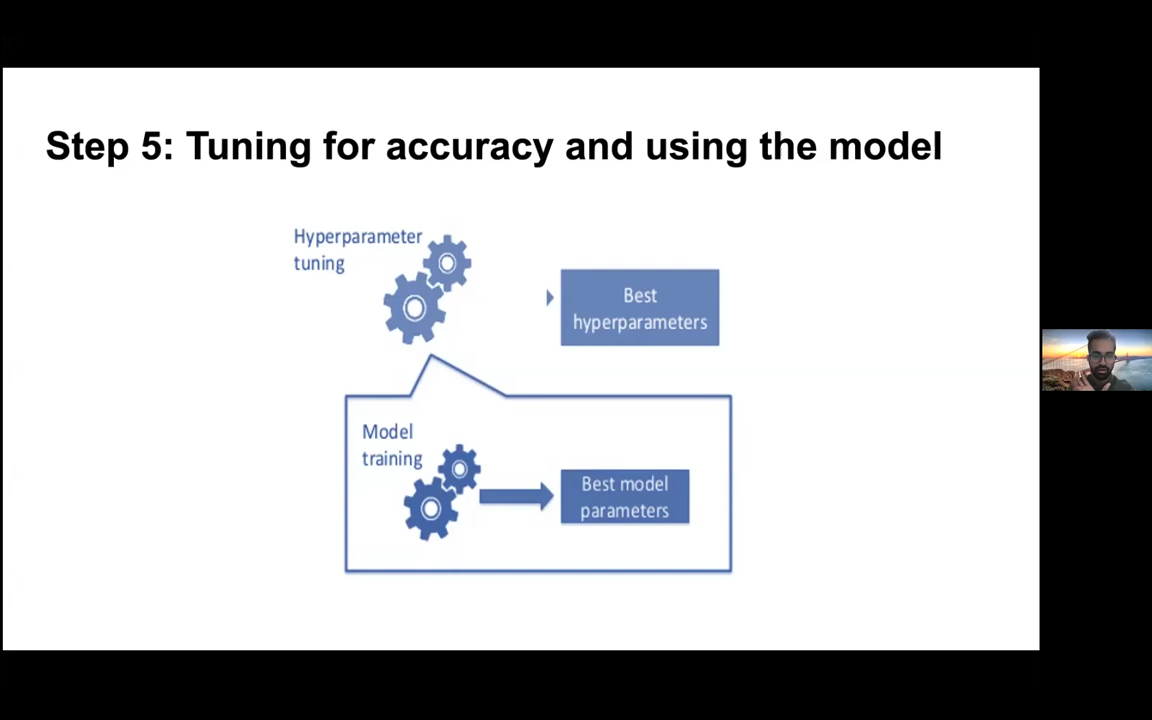 Step 5: Tuning for accuracy and using the model
Hyperparameter
tuning
Best
hyperparameters
Model
training
Best model
parameters